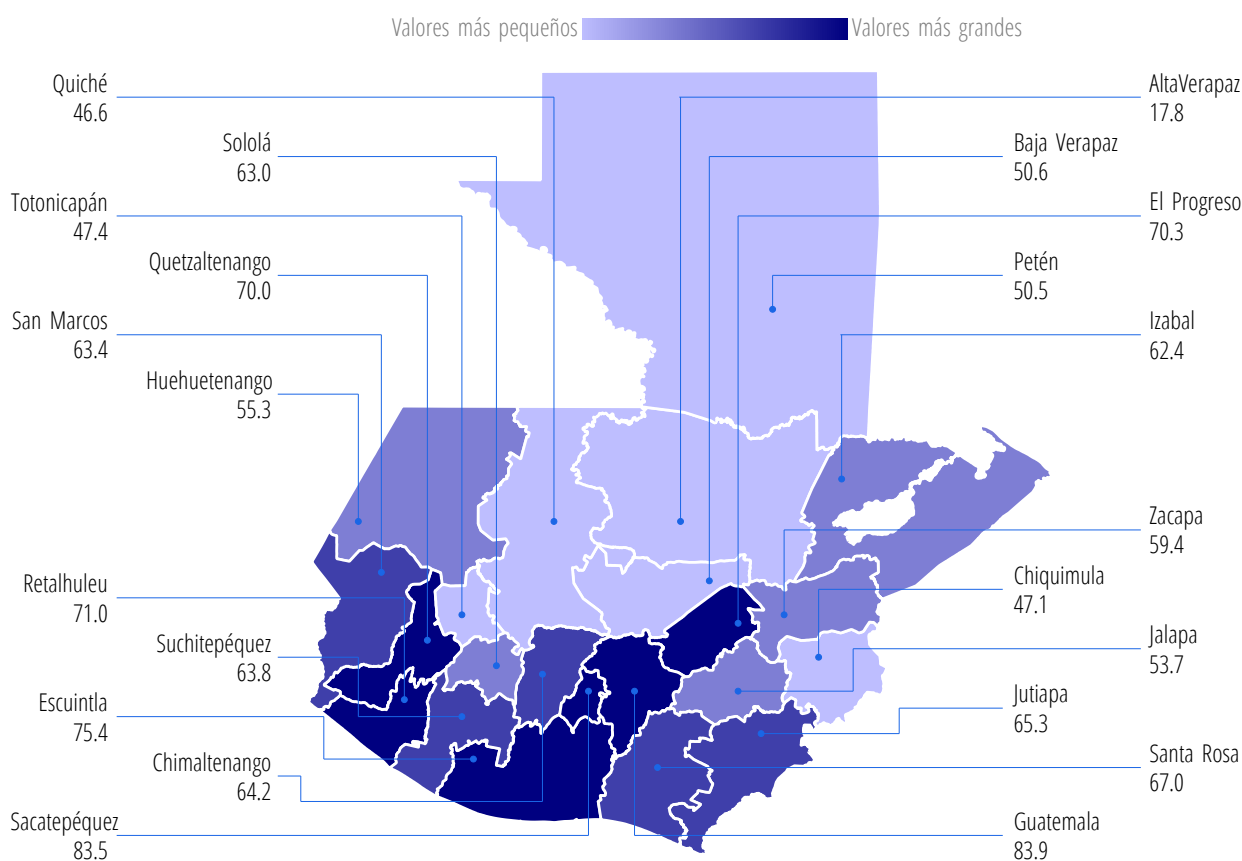 Valores más pequeños
Valores más grandes
Quiché
46.6
AltaVerapaz
17.8
Sololá
63.0
Baja Verapaz
50.6
Totonicapán
47.4
El Progreso
70.3
Quetzaltenango
70.0
Petén
50.5
San Marcos
63.4
Izabal
62.4
Huehuetenango
55.3
Zacapa
59.4
Retalhuleu
71.0
Chiquimula
47.1
Suchitepéquez
63.8
Jalapa
53.7
Escuintla
75.4
Jutiapa
65.3
Chimaltenango
64.2
Santa Rosa
67.0
Sacatepéquez
83.5
Guatemala
83.9